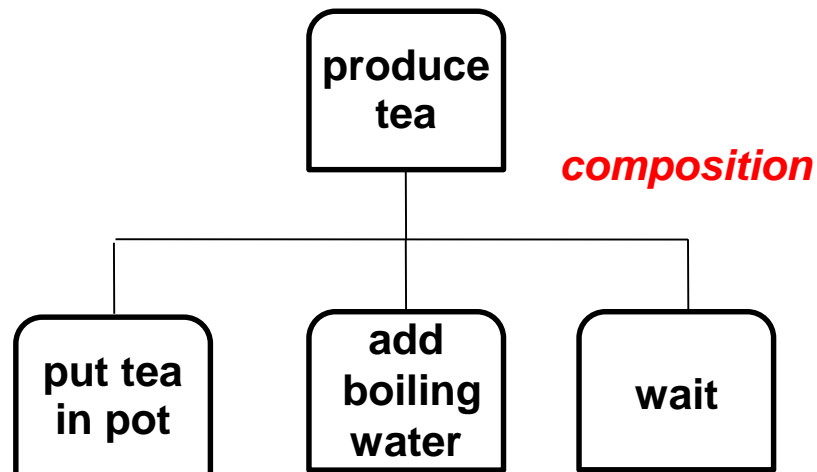 produce
tea
composition
put tea
in pot
add
boiling
water
wait